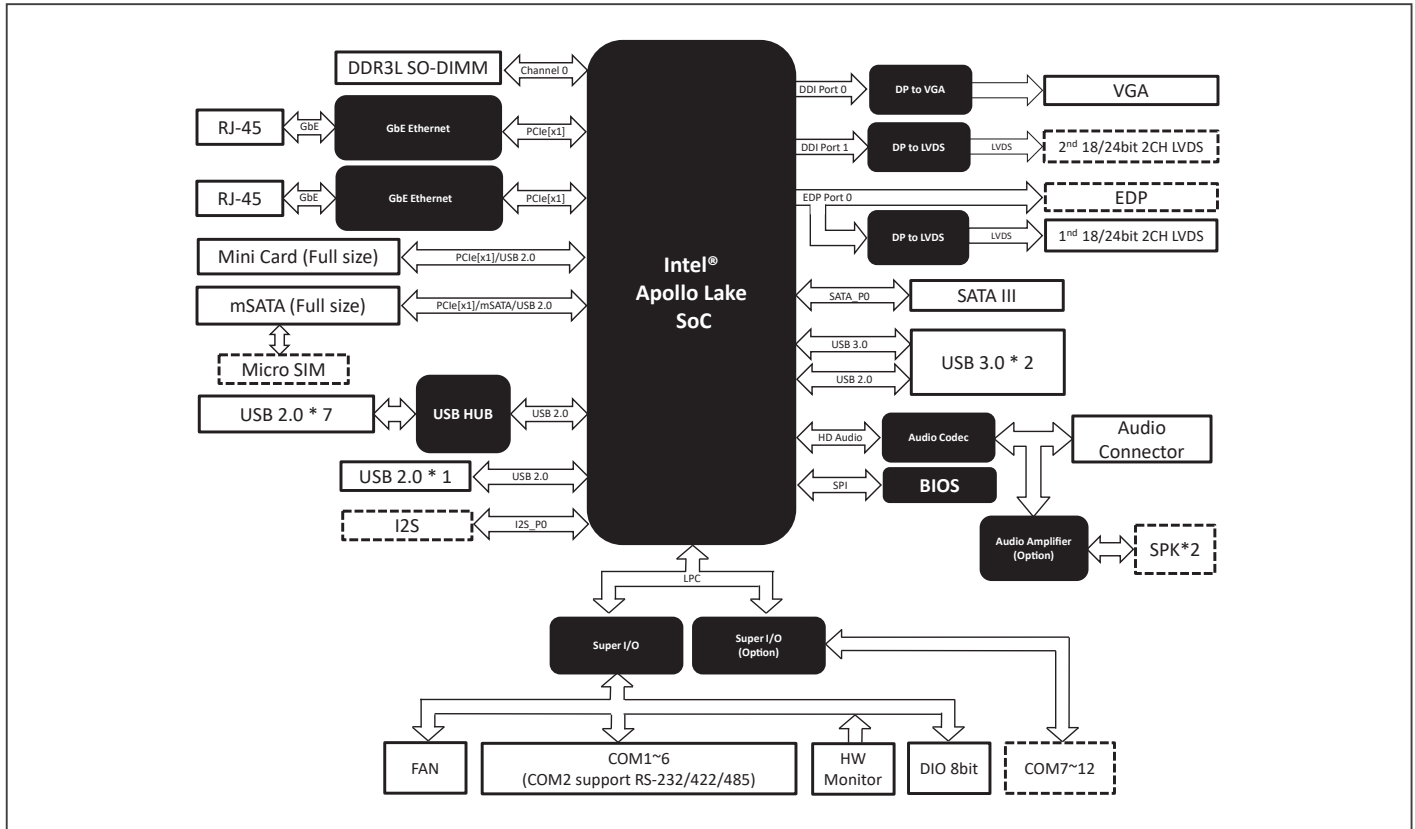 DDR3L SO-DIMM
Channel 0
RJ-45
GbE
GbE Ethernet
PCIe[x1]
RJ-45
GbE
GbE Ethernet
PCIe[x1]
Mini Card (Full size)
PCIe[x1]/USB 2.0
mSATA (Full size)
PCIe[x1]/mSATA/USB 2.0
Micro SIM
USB 2.0 * 7
USB HUB
USB 2.0
USB 2.0 * 1
USB 2.0
I2S
I2S_P0
Intel®
Apollo Lake
SoC
DDI Port 0
DP to VGA
VGA
DDI Port 1
DP to LVDS
LVDS
2nd 18/24bit 2CH LVDS
EDP Port 0
EDP
DP to LVDS
LVDS
1nd 18/24bit 2CH LVDS
SATA_P0
SATA III
USB 3.0
USB 2.0
USB 3.0 * 2
HD Audio
Audio Codec
Audio
Connector
SPI
BIOS
Audio Amplifier
(Option)
SPK*2
LPC
Super I/O
Super I/O
(Option)
FAN
COM1~6
(COM2 support RS-232/422/485)
HW
Monitor
DIO 8bit
COM7~12